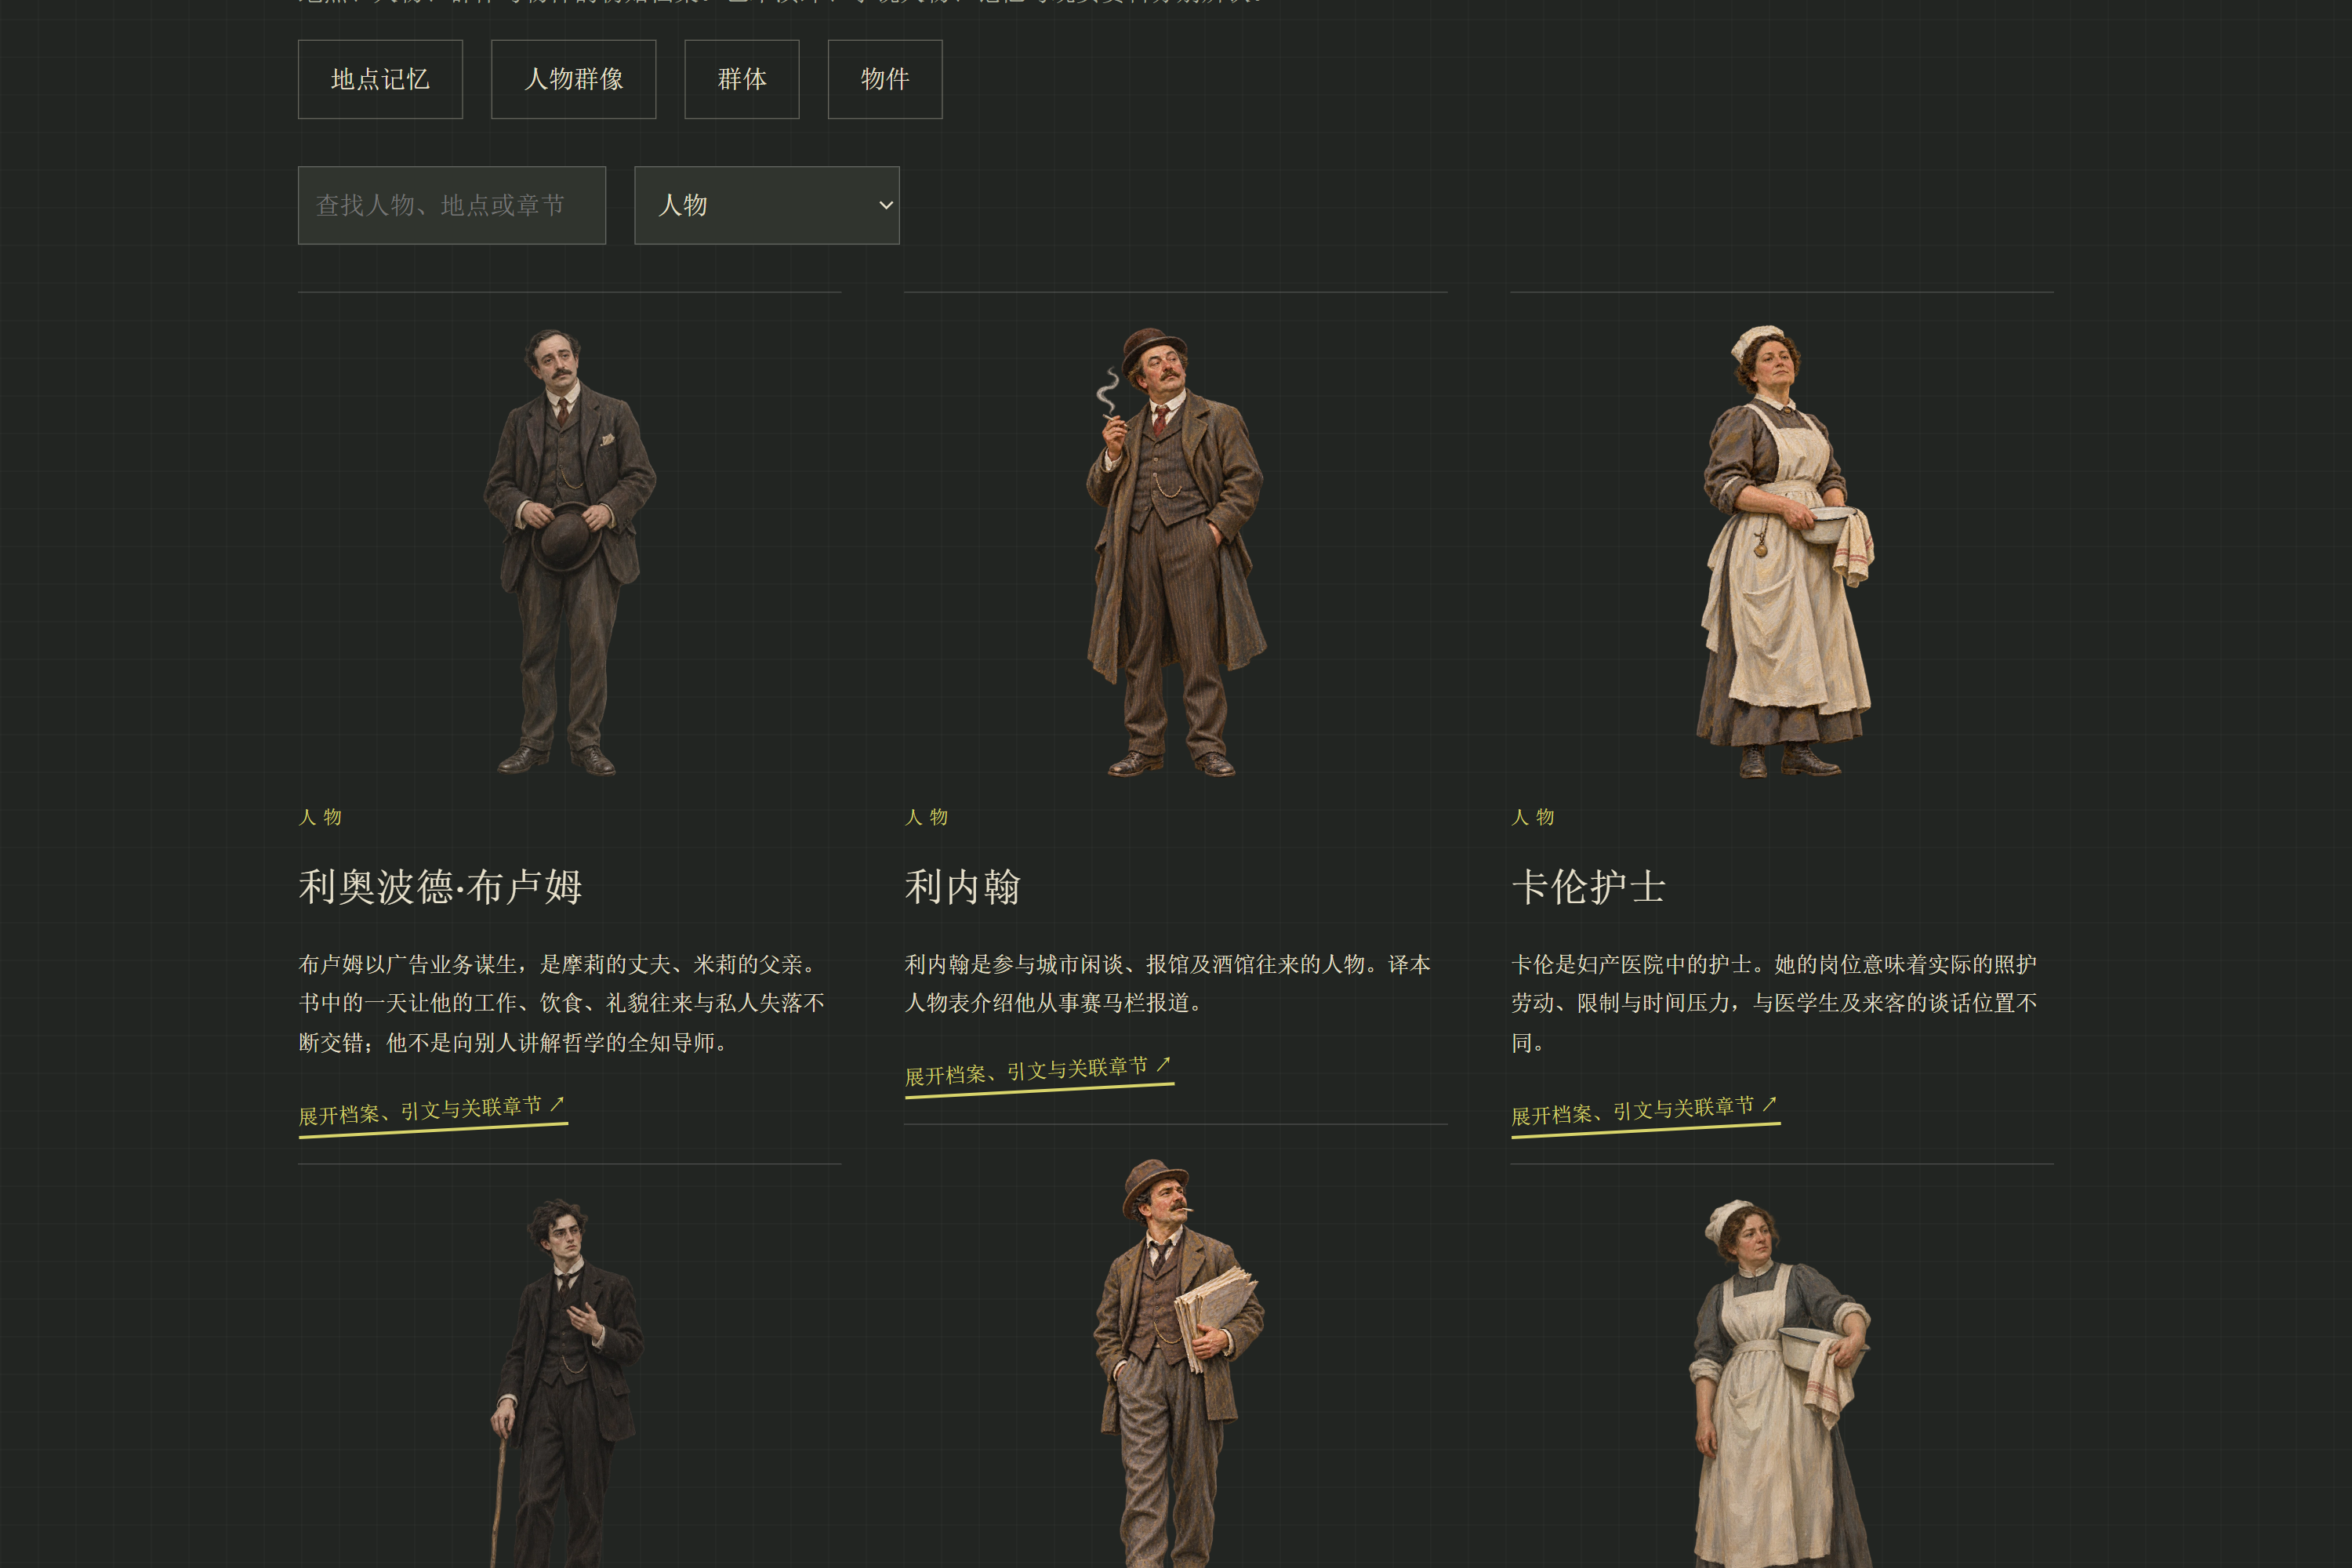 地点记忆
人物群像
群体
物件
查找人物、地点或章节
人物
人物
利奥波德·布卢姆
布卢姆以广告业务谋生，是摩莉的丈夫、米莉的父亲。
书中的一天让他的工作、饮食、礼貌往来与私人失落不
断交错；他不是向别人讲解哲学的全知导师。
展开档案、引文与关联章节 ↗
人物
利内翰
利内翰是参与城市闲谈、报馆及酒馆往来的人物。译本
人物表介绍他从事赛马栏报道。
展开档案、引文与关联章节 ↗
人物
卡伦护士
卡伦是妇产医院中的护士。她的岗位意味着实际的照护
劳动、限制与时间压力，与医学生及来客的谈话位置不
同。
展开档案、引文与关联章节 ↗